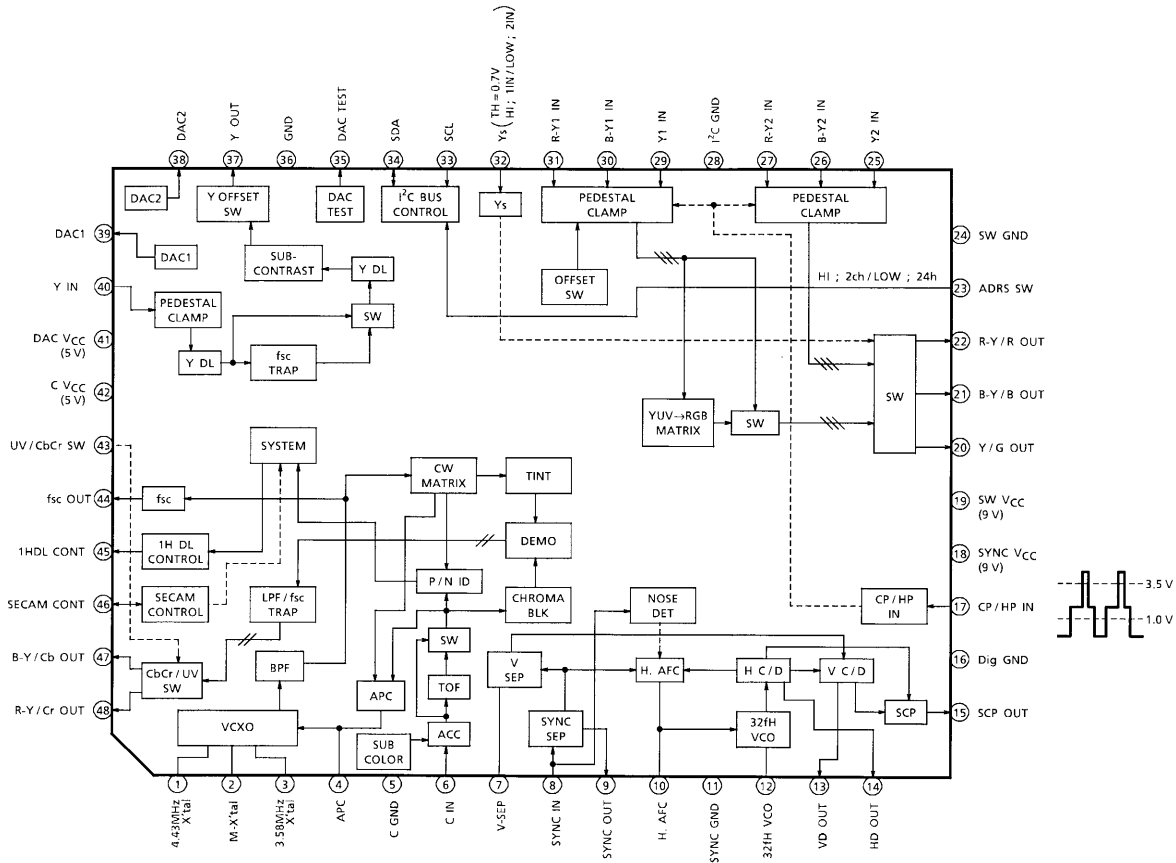 DAC2
Y OUT
GND
DAC TEST
SDA
SCL
Ys ( TH=0.7V
HI ; 1IN/LOW ; 2IN )
R-Y1 IN
B-Y1 IN
Y1 IN
I²C GND
R-Y2 IN
B-Y2 IN
Y2 IN
38
37
36
35
34
33
32
31
30
29
28
27
26
25
DAC2
Y OFFSET
SW
DAC
TEST
I²C BUS
CONTROL
Ys
PEDESTAL
CLAMP
PEDESTAL
CLAMP
DAC1 39
DAC1
SUB-
CONTRAST
Y DL
OFFSET
SW
24 SW GND
HI ; 2ch/LOW ; 24h
23 ADRS SW
Y IN 40
PEDESTAL
CLAMP
SW
DAC VCC
(5 V)
41
Y DL
fsc
TRAP
22 R-Y/R OUT
C VCC
(5 V)
42
YUV→RGB
MATRIX
SW
SW
21 B-Y/B OUT
20 Y/G OUT
UV/CbCr SW 43
SYSTEM
CW
MATRIX
TINT
fsc OUT 44
fsc
19 SW VCC
(9 V)
1HDL CONT 45
1H DL
CONTROL
DEMO
18 SYNC VCC
(9 V)
SECAM CONT 46
SECAM
CONTROL
LPF/fsc
TRAP
P/N ID
CHROMA
BLK
NOSE
DET
CP/HP
IN
17 CP/HP IN
3.5 V
1.0 V
B-Y/Cb OUT 47
CbCr/UV
SW
BPF
SW
V
SEP
H. AFC
H C/D
V C/D
16 Dig GND
R-Y/Cr OUT 48
APC
TOF
SCP
15 SCP OUT
VCXO
SUB
COLOR
ACC
SYNC
SEP
32fH
VCO
1
2
3
4
5
6
7
8
9
10
11
12
13
14
4.43MHz
X'tal
M-X'tal
3.58MHz
X'tal
APC
C GND
C IN
V-SEP
SYNC IN
SYNC OUT
H. AFC
SYNC GND
32fH VCO
VD OUT
HD OUT